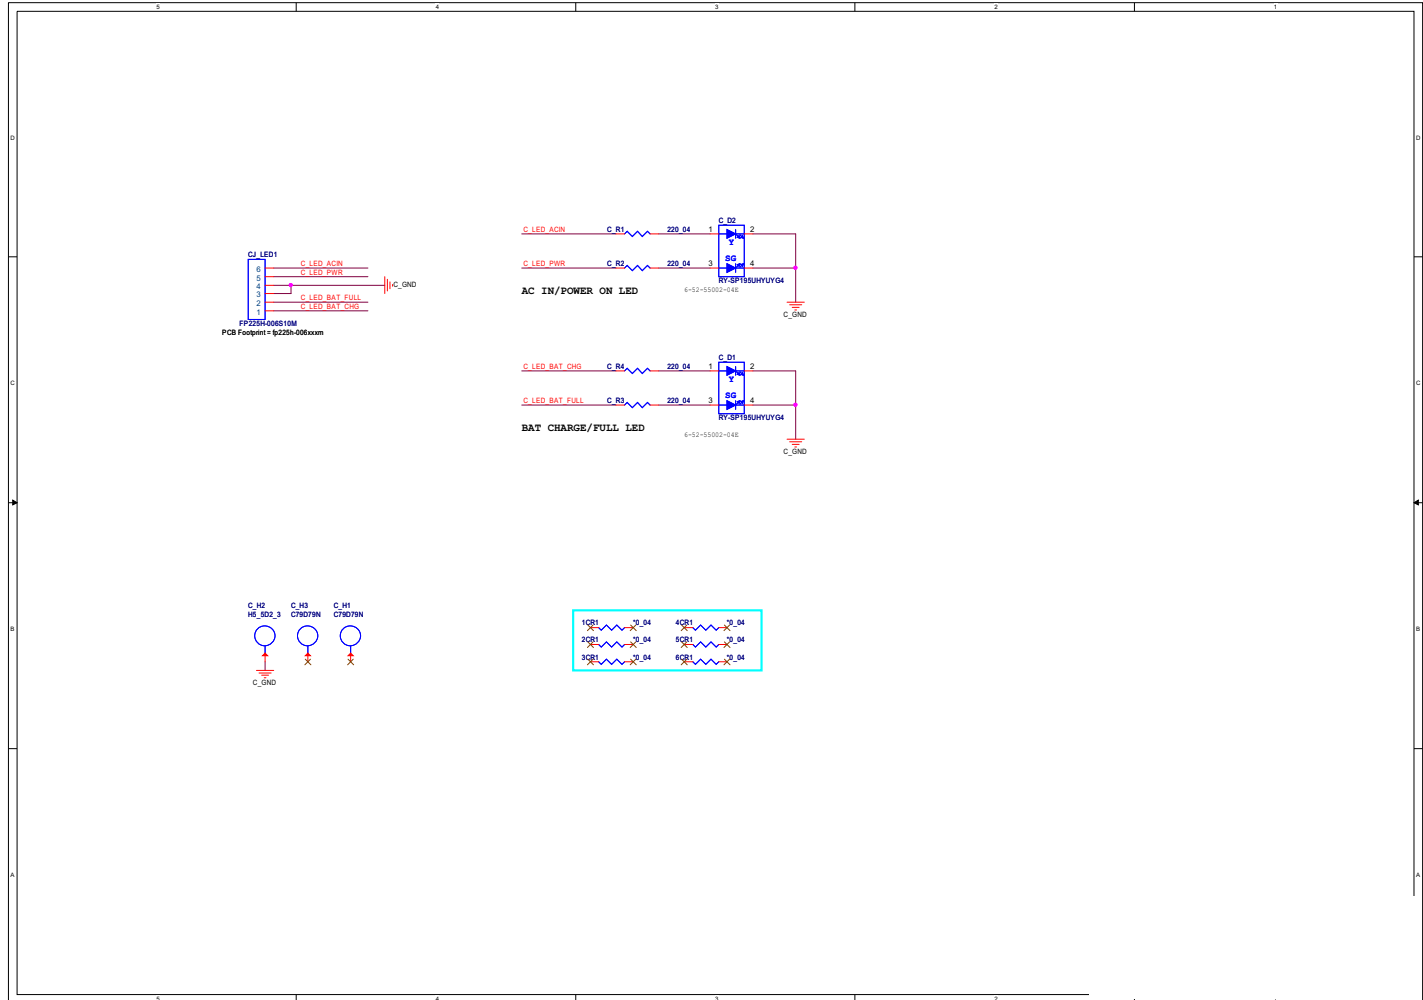 5 4 3 2 1
D D
C_D2
C_LED_ACIN C_R1 220_04 1 2
Y
CJ_LED1
SG
C_LED_PWR C_R2 220_04 3 4
6 C_LED_ACIN
5 C_LED_PWR
4 C_GND
3
2 C_LED_BAT_FULL
1 C_LED_BAT_CHG
RY-SP195UHYUYG4
AC IN/POWER ON LED 6-52-55002-04E
C_GND
FP225H-006S10M
PCB Footprint = fp225h-006xxxm
C_D1
C_LED_BAT_CHG C_R4 220_04 1 2
Y
C C
SG
C_LED_BAT_FULL C_R3 220_04 3 4
RY-SP195UHYUYG4
BAT CHARGE/FULL LED 6-52-55002-04E
C_GND
C_H2 C_H3 C_H1
H5_5D2_3 C79D79N C79D79N
C_GND
1CR1 *0_04 4CR1 *0_04
2CR1 *0_04 5CR1 *0_04
3CR1 *0_04 6CR1 *0_04
B B
A A
5 4 3 2 1